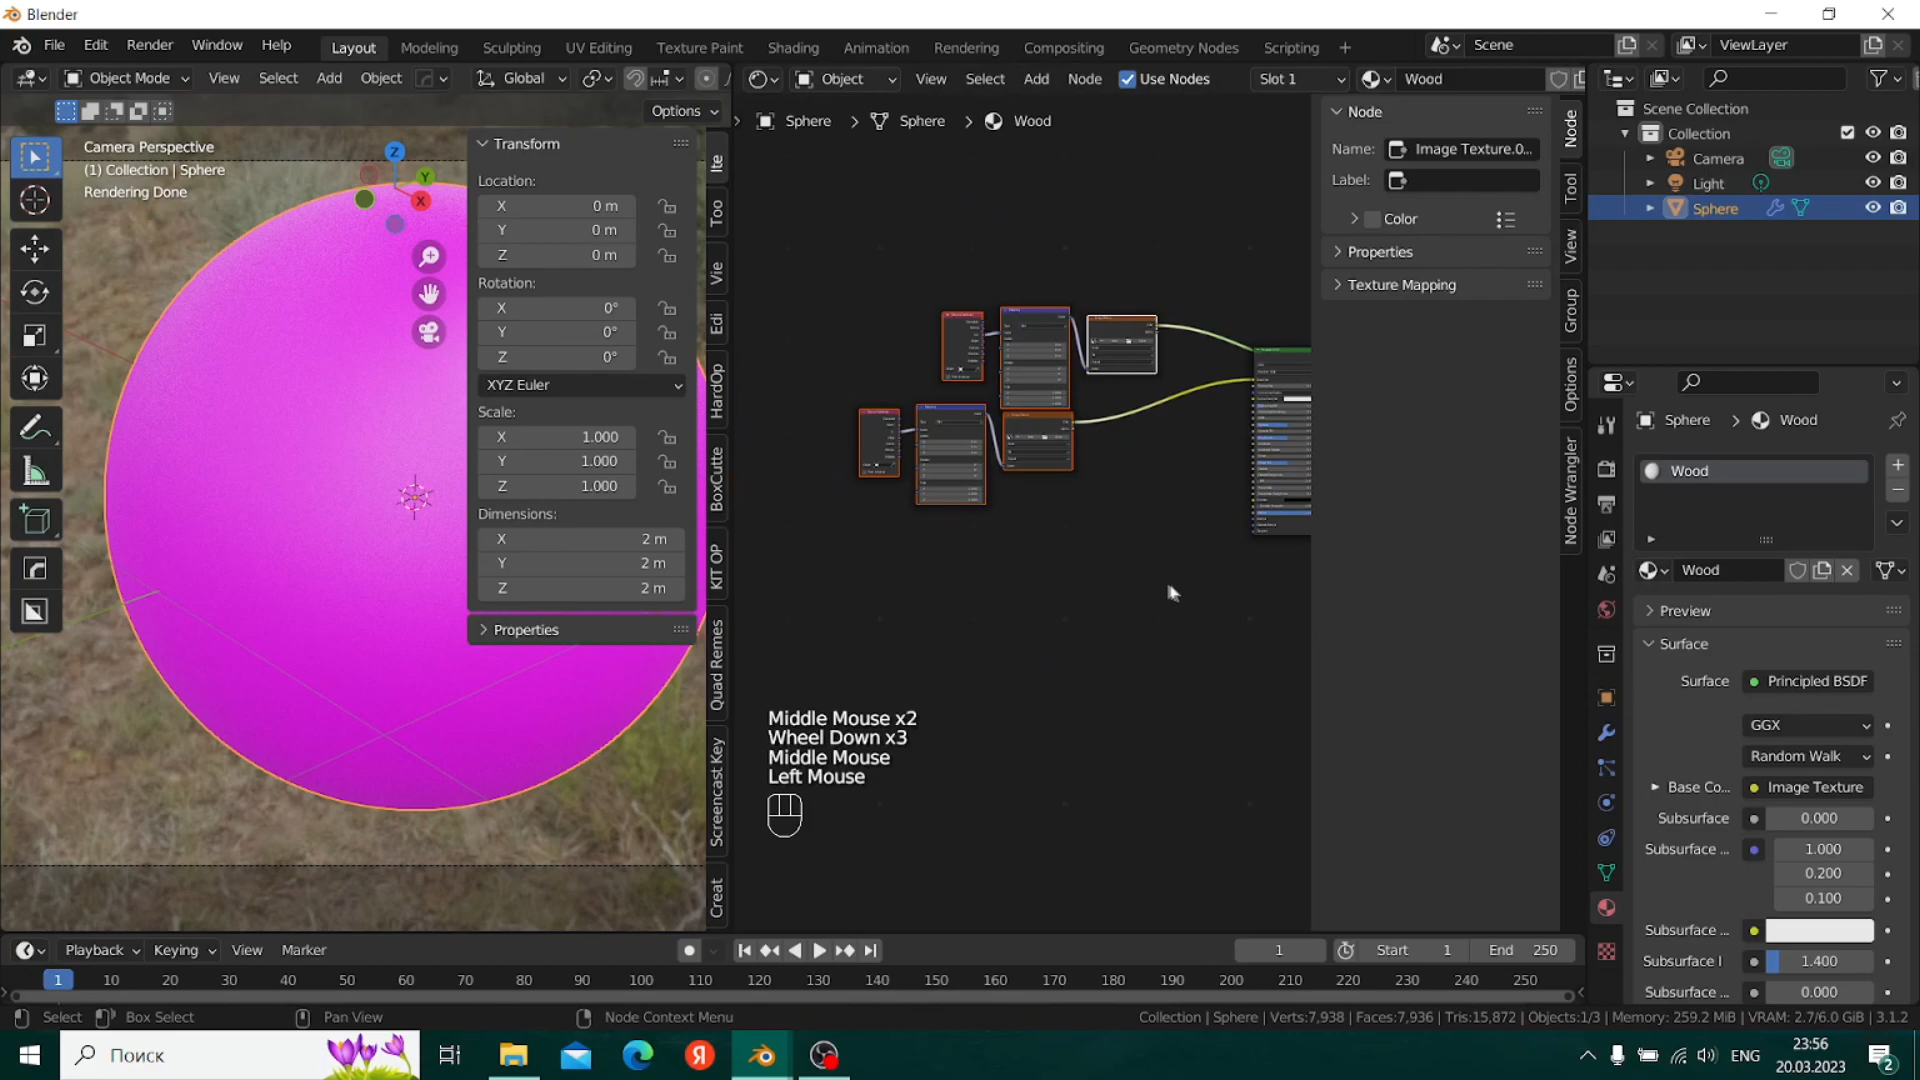 Blender
File Edit Render Window Help
Layout Modeling Sculpting UV Editing Texture Paint Shading Animation Rendering Compositing Geometry Nodes Scripting +
Scene ViewLayer
Object Mode View Select Add Object Global
Object View Select Add Node Use Nodes Slot 1 Wood
Options
Camera Perspective
(1) Collection | Sphere
Rendering Done
Z
Y
X
Transform
Location:
X 0 m
Y 0 m
Z 0 m
Rotation:
X 0°
Y 0°
Z 0°
XYZ Euler
Scale:
X 1.000
Y 1.000
Z 1.000
Dimensions:
X 2 m
Y 2 m
Z 2 m
Properties
Ite
Too
Vie
Edi
HardOp
BoxCutte
KIT OP
Quad Remes
Screencast Key
Creat
Sphere > Sphere > Wood
Middle Mouse x2
Wheel Down x3
Middle Mouse
Left Mouse
Node
Name: Image Texture.0...
Label:
Color
Properties
Texture Mapping
Node
Tool
View
Group
Options
Node Wrangler
Scene Collection
Collection
Camera
Light
Sphere
Sphere > Wood
Wood
Wood
Preview
Surface
Surface Principled BSDF
GGX
Random Walk
Base Co... Image Texture
Subsurface 0.000
Subsurface ... 1.000
0.200
0.100
Subsurface ...
Subsurface I 1.400
Subsurface ... 0.000
Playback Keying View Marker
1 Start 1 End 250
1 10 20 30 40 50 60 70 80 90 100 110 120 130 140 150 160 170 180 190 200 210 220 230 240 250
Select Box Select Pan View Node Context Menu
Collection | Sphere | Verts:7,938 | Faces:7,936 | Tris:15,872 | Objects:1/3 | Memory: 259.2 MiB | VRAM: 2.7/6.0 GiB | 3.1.2
Поиск
Я
ENG
23:56
20.03.2023
2